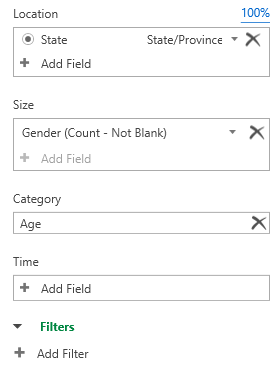 Location 100%
State State/Province
Add Field
Size
Gender (Count - Not Blank)
Add Field
Category
Age
Time
Add Field
Filters
Add Filter